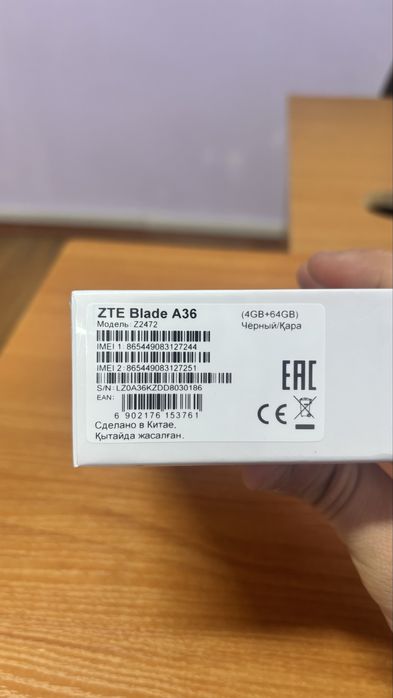 ZTE Blade A36 (4GB+64GB)
Модель: Z2472 Черный/Қара
IMEI 1: 865449083127244
IMEI 2: 865449083127251
S/N: LZ0A36KZDD8030186
EAN:
6 902176 153761
EAC
CE
Сделано в Китае.
Қытайда жасалған.